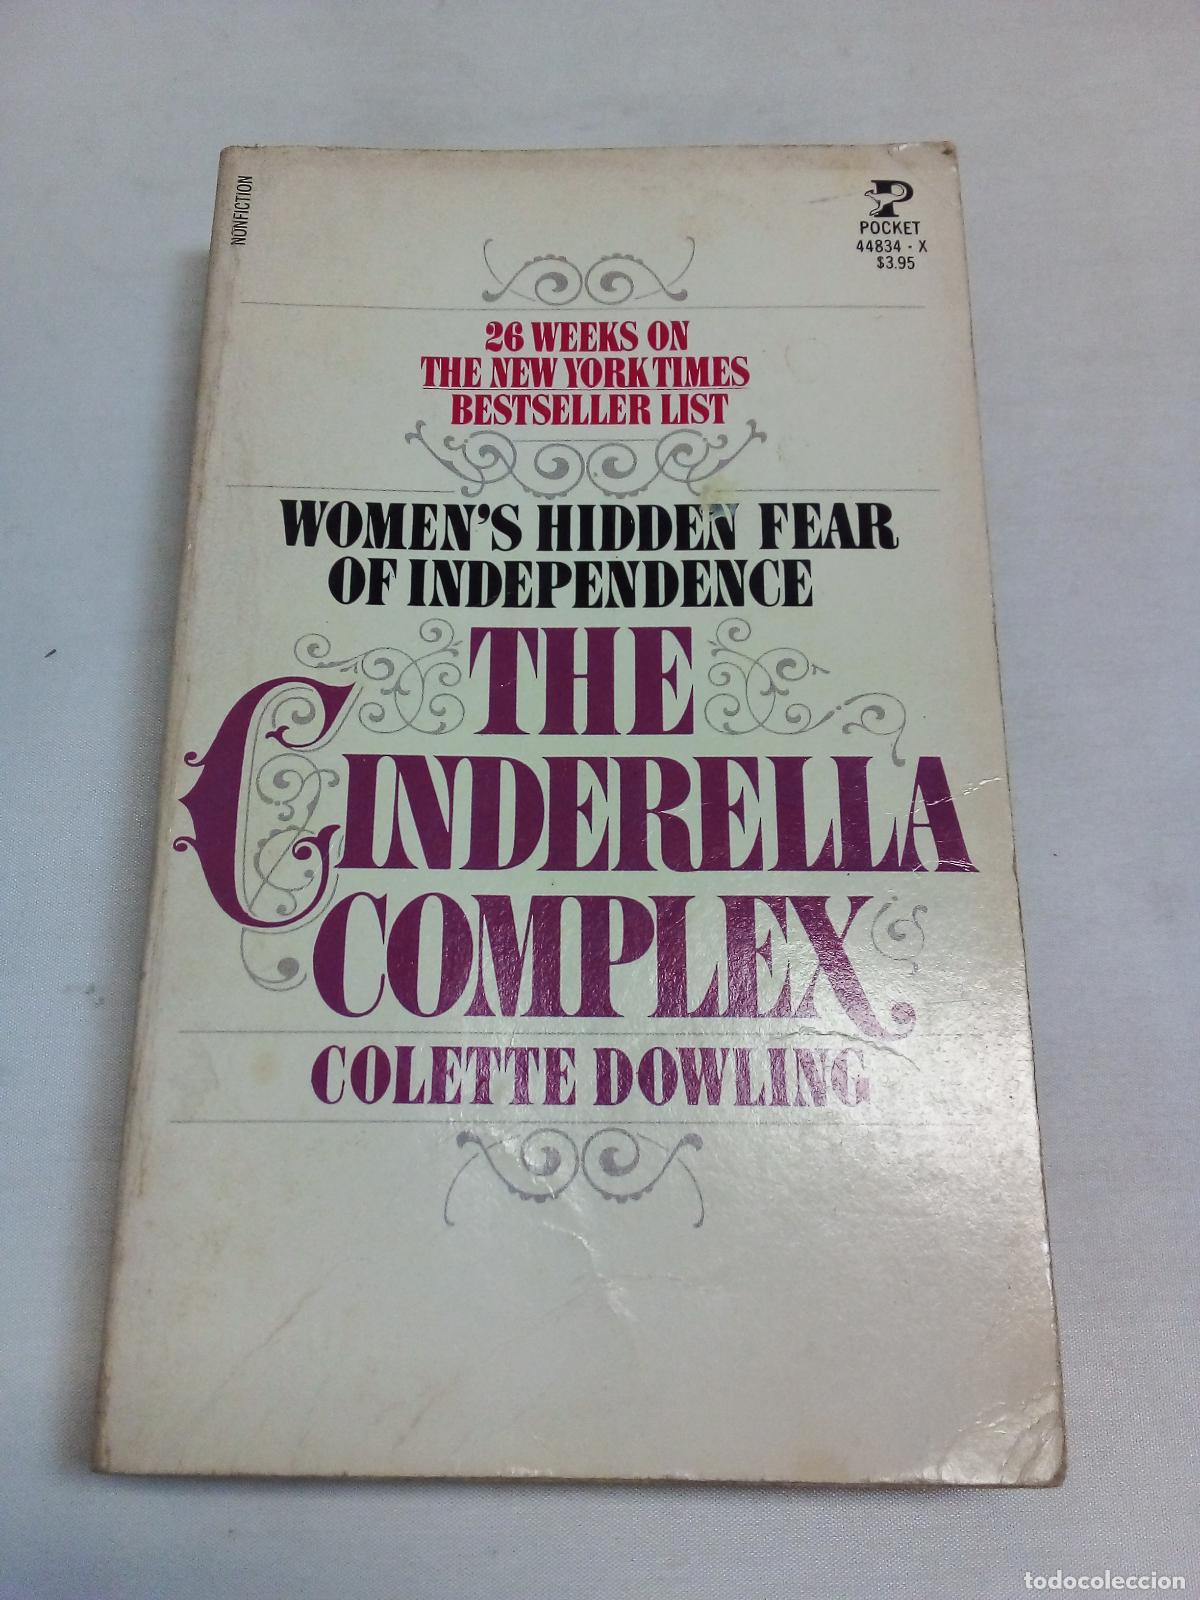 NONFICTION
POCKET
44834 - X
$3.95
26 WEEKS ON
THE NEW YORK TIMES
BESTSELLER LIST
WOMEN'S HIDDEN FEAR
OF INDEPENDENCE
THE
CINDERELLA
COMPLEX
COLETTE DOWLING
todocoleccion